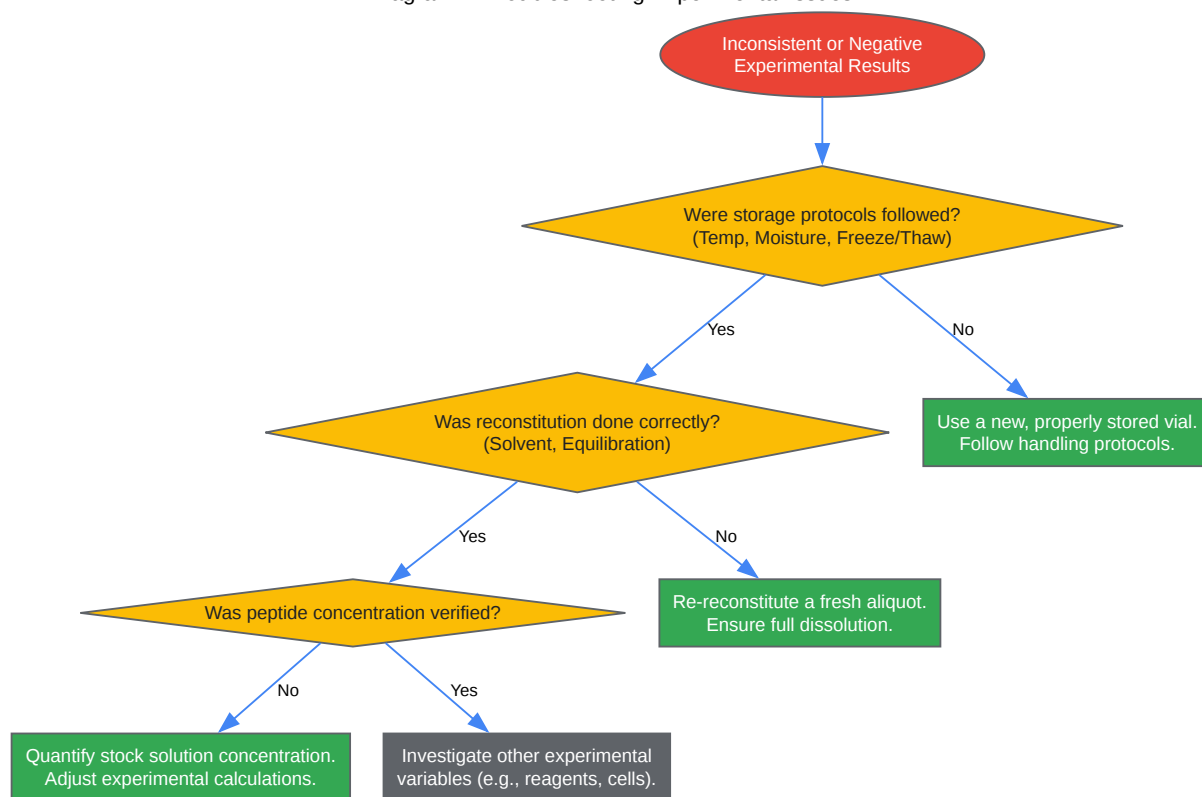 Inconsistent or Negative
Experimental Results
Were storage protocols followed?
(Temp, Moisture, Freeze/Thaw)
Yes
No
Was reconstitution done correctly?
(Solvent, Equilibration)
Use a new, properly stored vial.
Follow handling protocols.
Yes
No
Was peptide concentration verified?
Re-reconstitute a fresh aliquot.
Ensure full dissolution.
No
Yes
Quantify stock solution concentration.
Adjust experimental calculations.
Investigate other experimental
variables (e.g., reagents, cells).